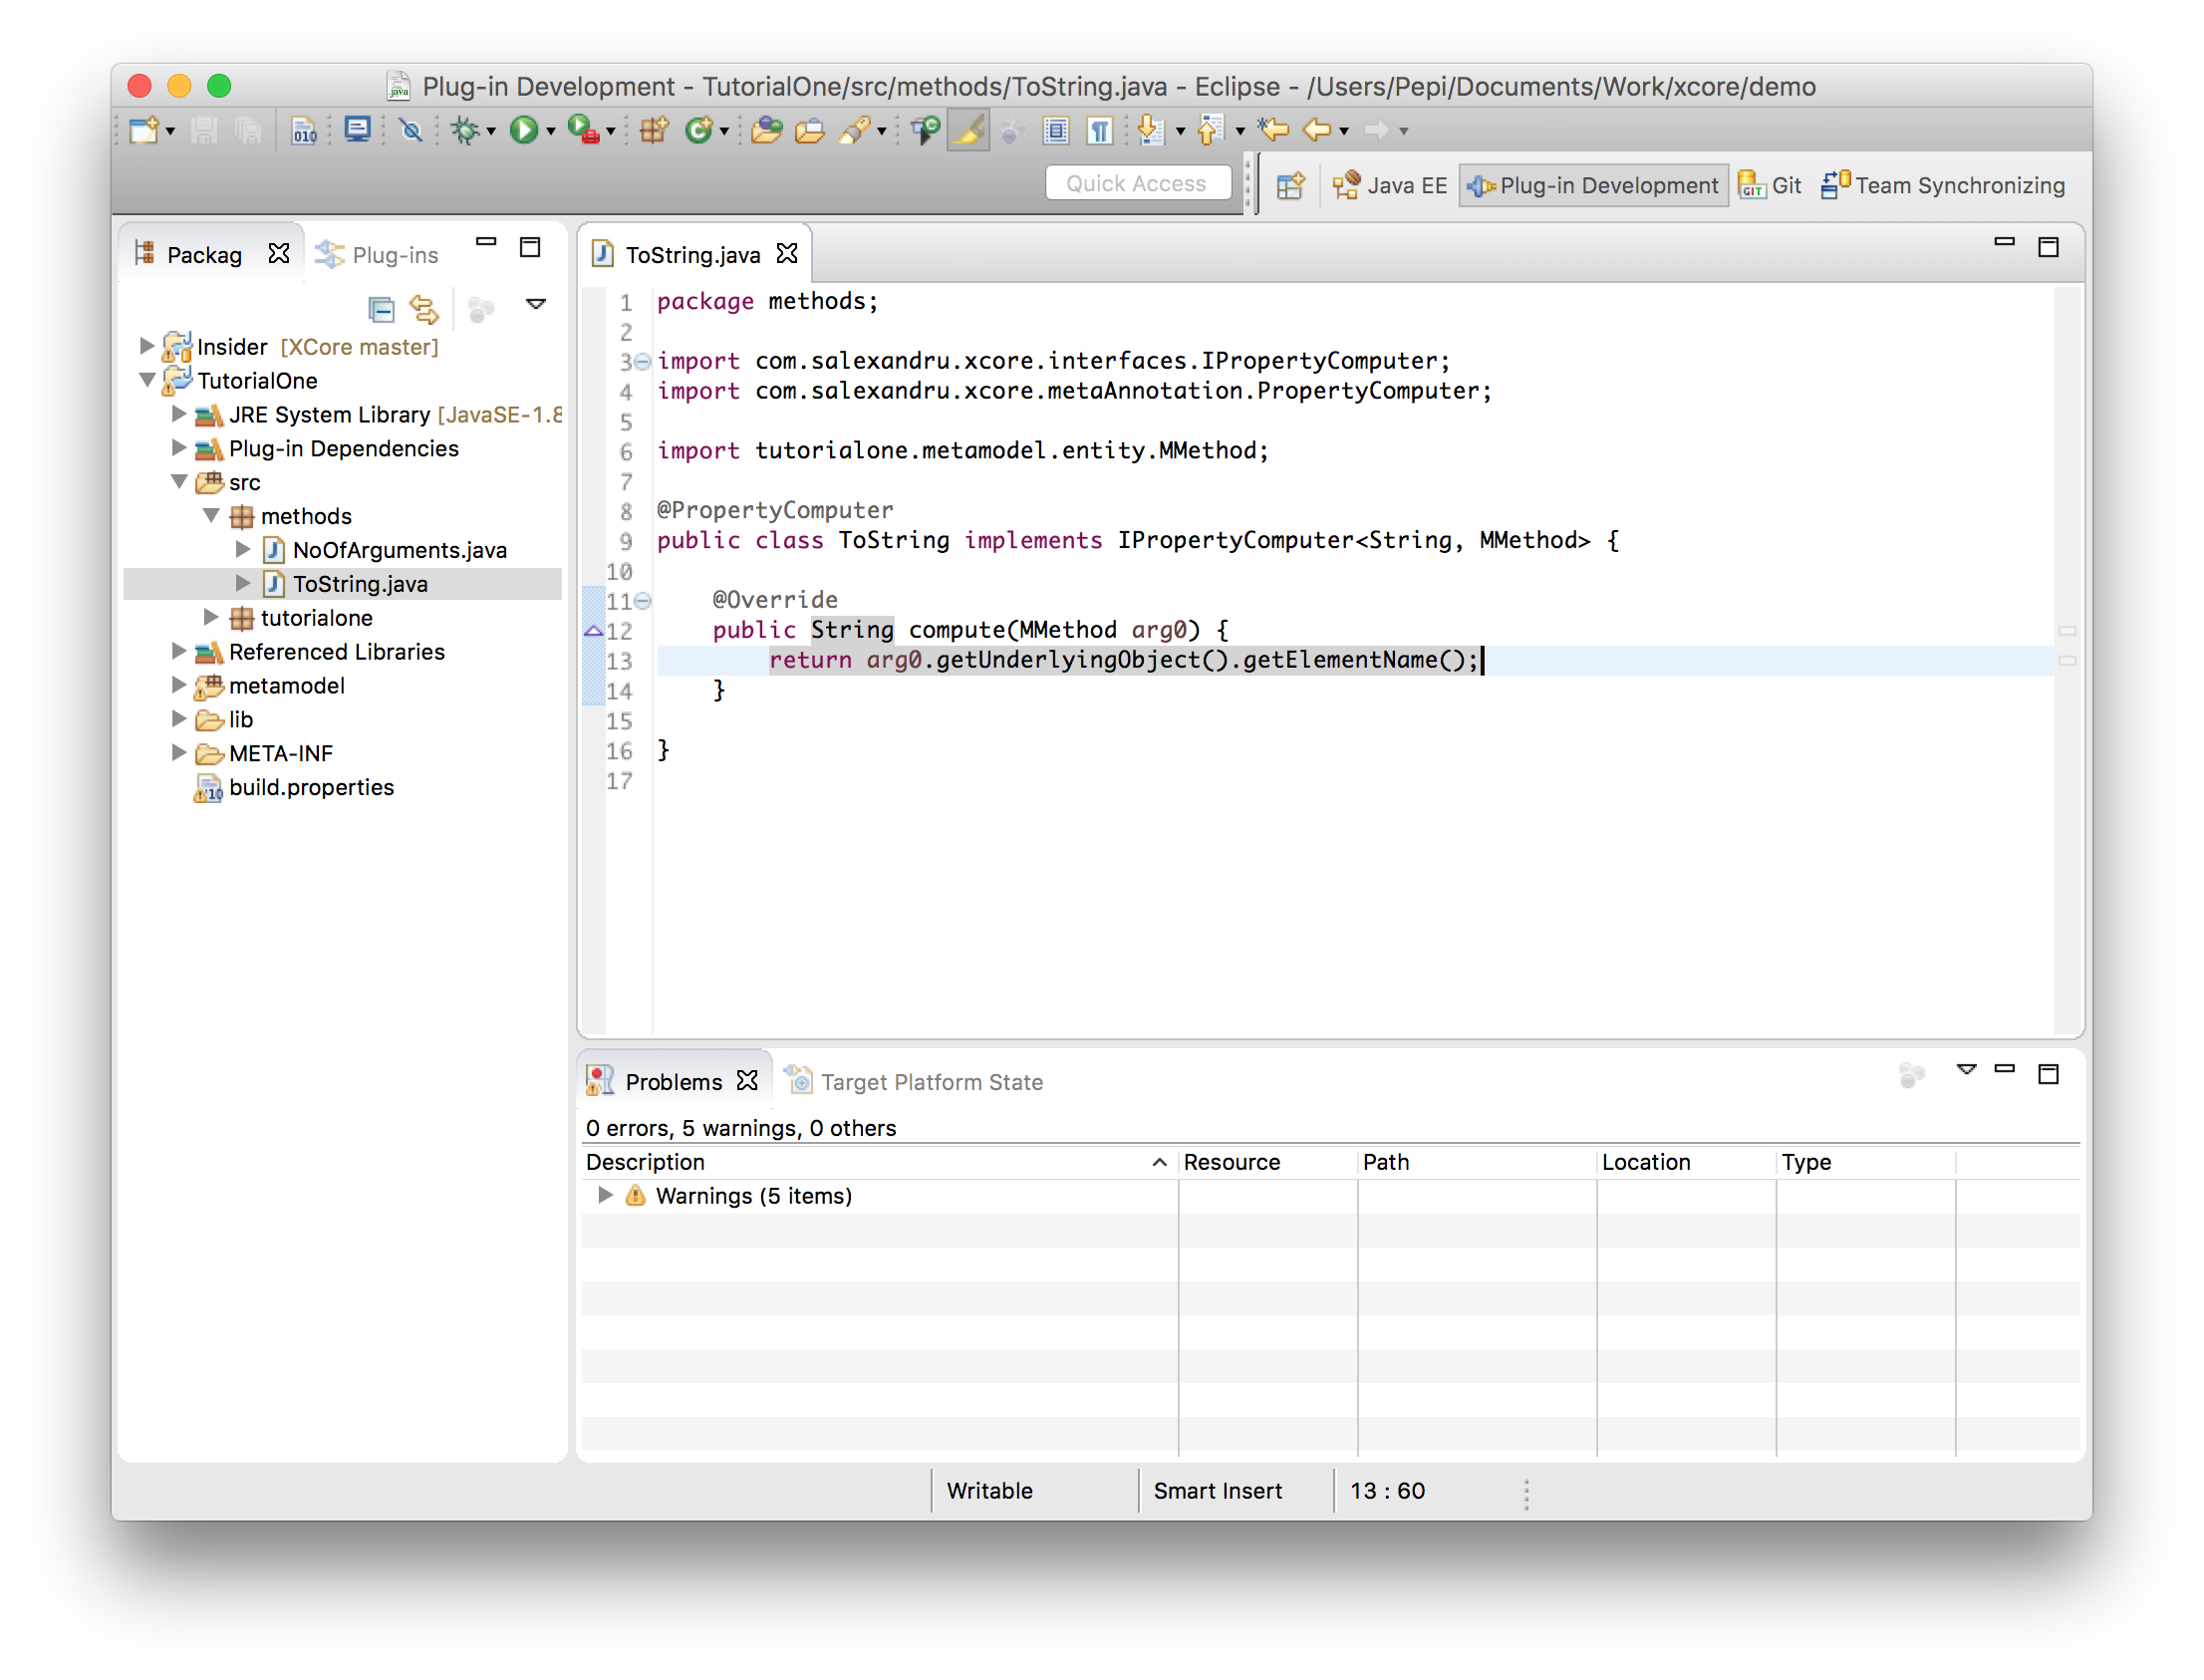 Plug-in Development - TutorialOne/src/methods/ToString.java - Eclipse - /Users/Pepi/Documents/Work/xcore/demo
Quick Access
Java EE
Plug-in Development
Git
Team Synchronizing
Packag
Plug-ins
Insider [XCore master]
TutorialOne
JRE System Library [JavaSE-1.8
Plug-in Dependencies
src
methods
NoOfArguments.java
ToString.java
tutorialone
Referenced Libraries
metamodel
lib
META-INF
build.properties
ToString.java
1 package methods;
2
3 import com.salexandru.xcore.interfaces.IPropertyComputer;
4 import com.salexandru.xcore.metaAnnotation.PropertyComputer;
5
6 import tutorialone.metamodel.entity.MMethod;
7
8 @PropertyComputer
9 public class ToString implements IPropertyComputer<String, MMethod> {
10
11 @Override
12 public String compute(MMethod arg0) {
13 return arg0.getUnderlyingObject().getElementName();
14 }
15
16 }
17
Problems
Target Platform State
0 errors, 5 warnings, 0 others
Description Resource Path Location Type
Warnings (5 items)
Writable Smart Insert 13 : 60